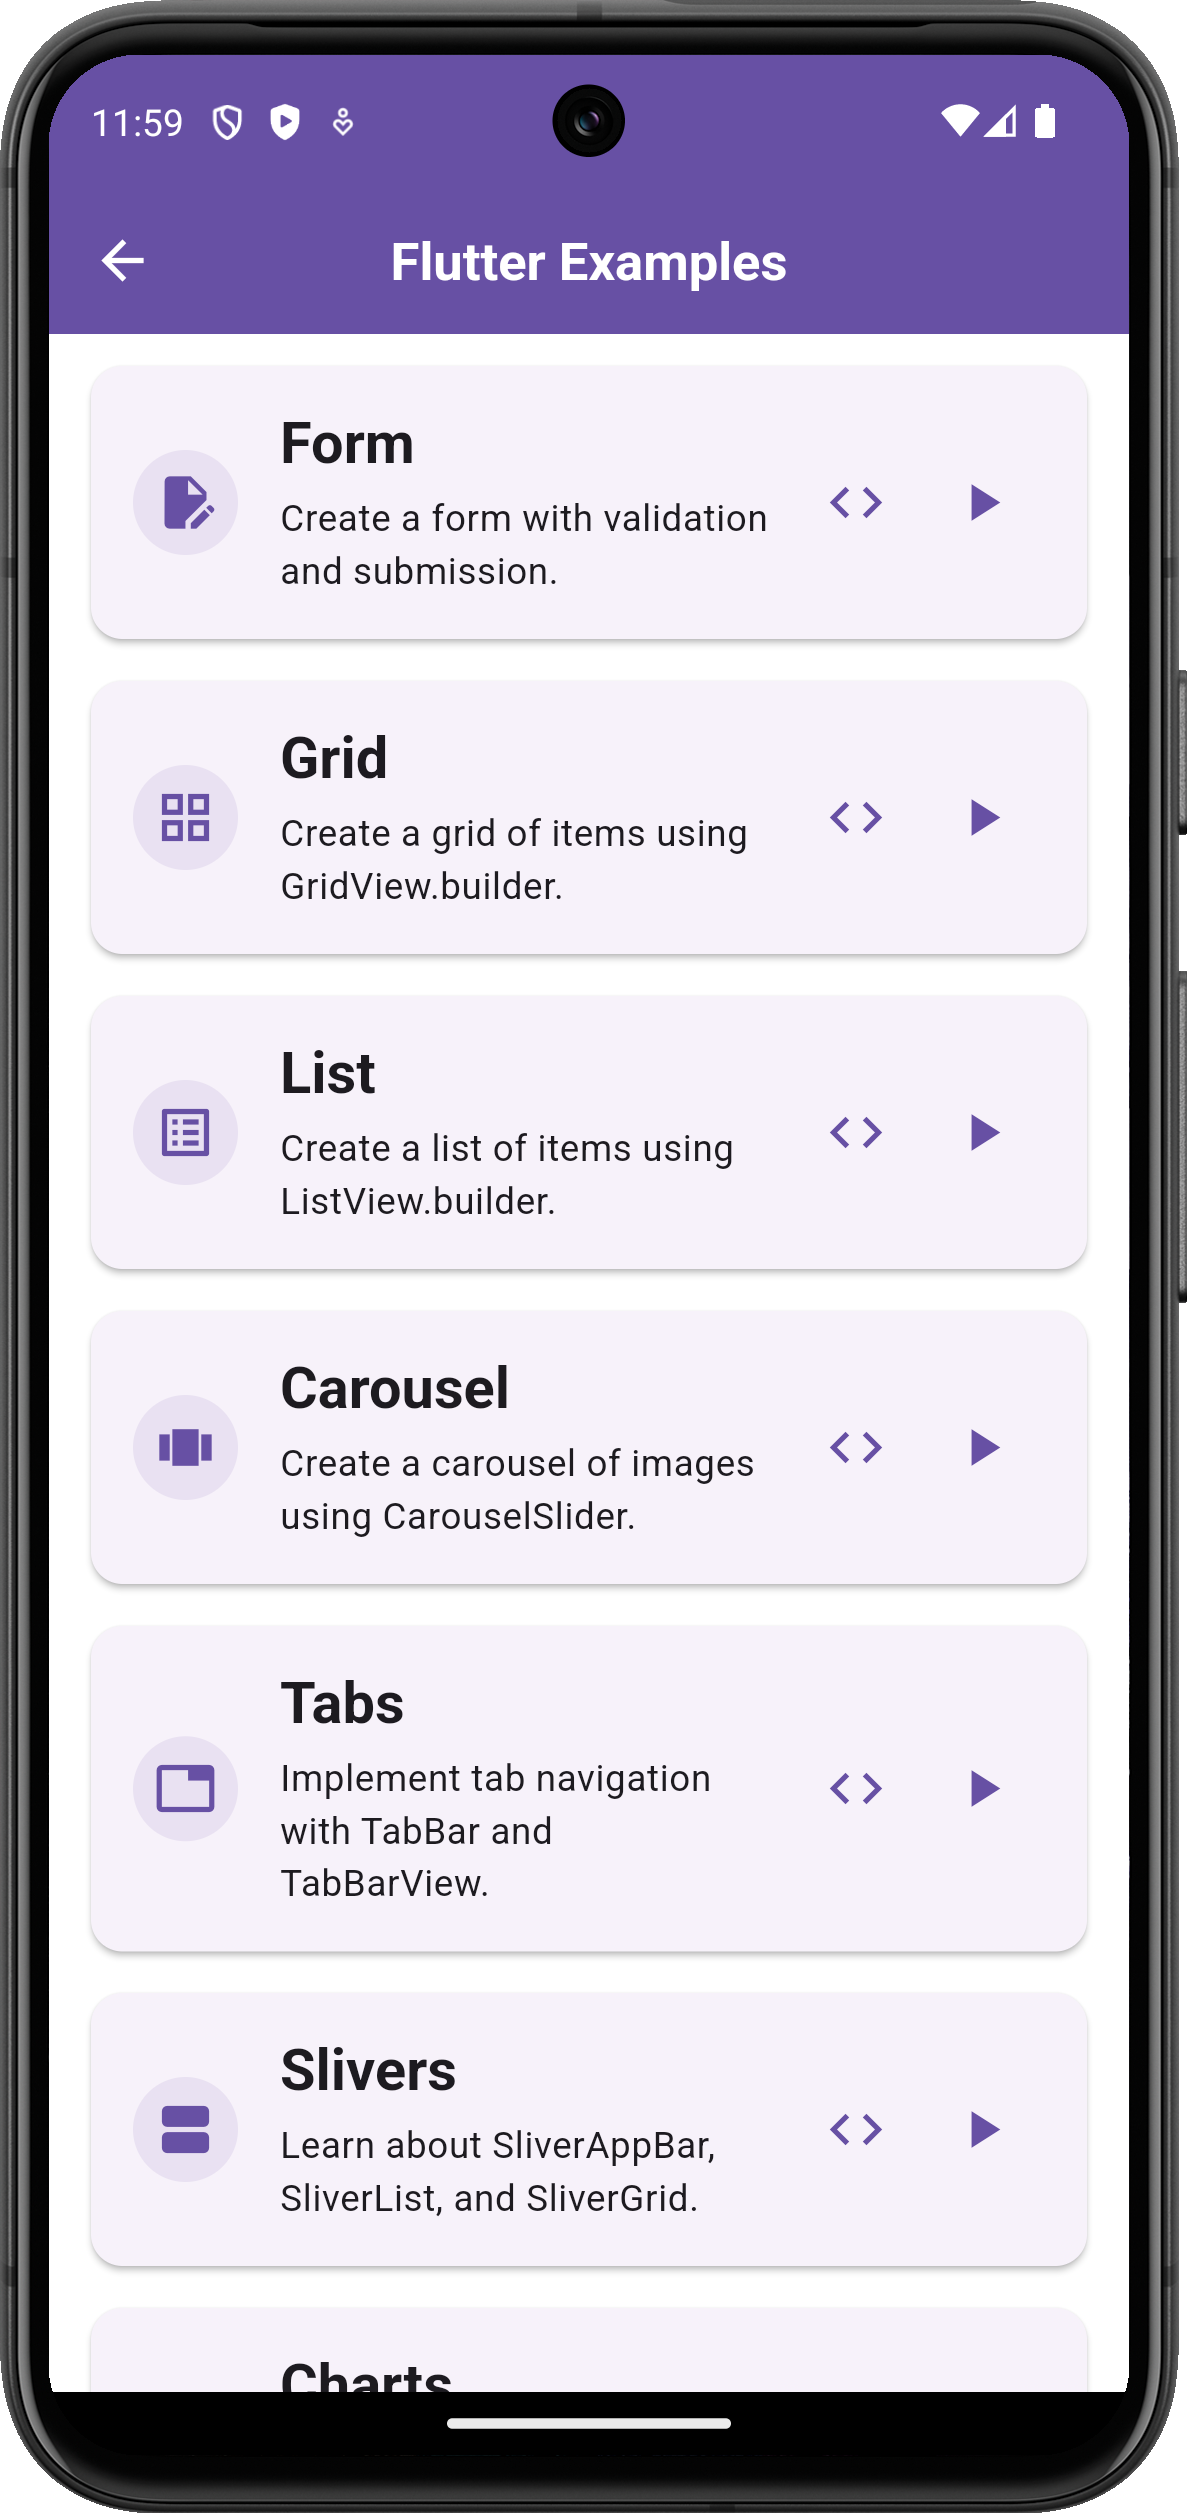 11:59
Flutter Examples
Form
Create a form with validation
and submission.
Grid
Create a grid of items using
GridView.builder.
List
Create a list of items using
ListView.builder.
Carousel
Create a carousel of images
using CarouselSlider.
Tabs
Implement tab navigation
with TabBar and
TabBarView.
Slivers
Learn about SliverAppBar,
SliverList, and SliverGrid.
Charts